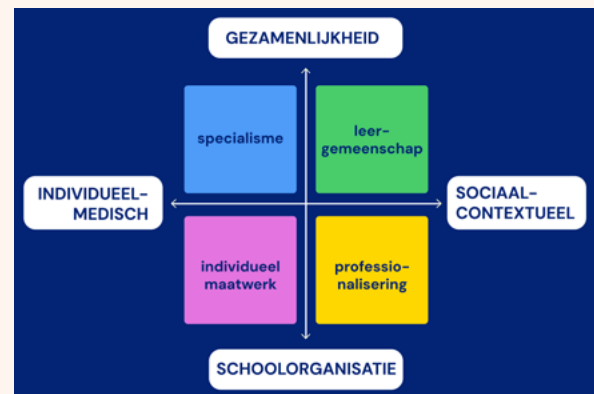 GEZAMENLIJKHEID
specialisme
leer-
gemeenschap
INDIVIDUEEL-
MEDISCH
SOCIAAL-
CONTEXTUEEL
individueel
maatwerk
professio-
nalisering
SCHOOLORGANISATIE